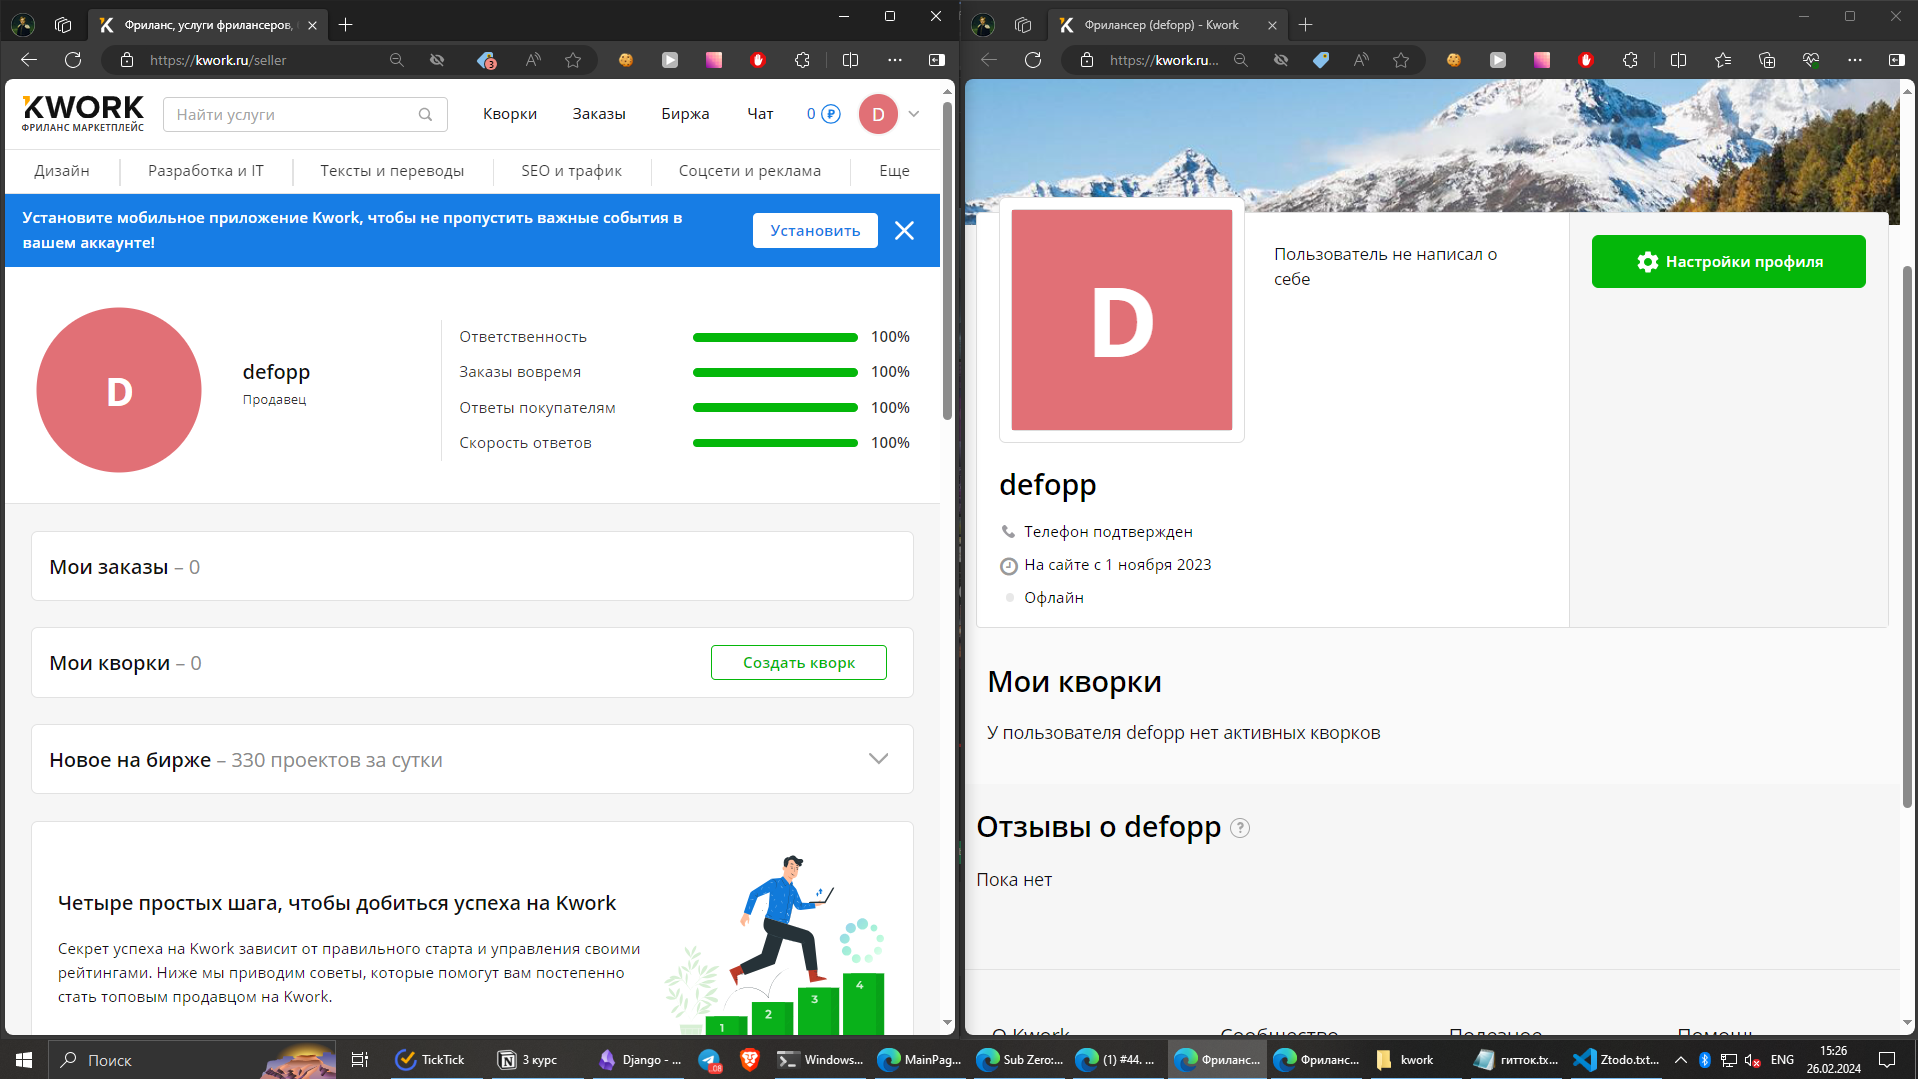 Фриланс, услуги фрилансеров,
https://kwork.ru/seller
3
KWORK
ФРИЛАНС МАРКЕТПЛЕЙС
Найти услуги
Кворки
Заказы
Биржа
Чат
0 ₽
D
Дизайн
Разработка и IT
Тексты и переводы
SEO и трафик
Соцсети и реклама
Еще
Установите мобильное приложение Kwork, чтобы не пропустить важные события в
вашем аккаунте!
Установить
D
defopp
Продавец
Ответственность 100%
Заказы вовремя 100%
Ответы покупателям 100%
Скорость ответов 100%
Мои заказы – 0
Мои кворки – 0
Создать кворк
Новое на бирже – 330 проектов за сутки
Четыре простых шага, чтобы добиться успеха на Kwork
Секрет успеха на Kwork зависит от правильного старта и управления своими
рейтингами. Ниже мы приводим советы, которые помогут вам постепенно
стать топовым продавцом на Kwork.
1
2
3
4
Фрилансер (defopp) - Kwork
https://kwork.ru...
D
Пользователь не написал о
себе
Настройки профиля
defopp
Телефон подтвержден
На сайте с 1 ноября 2023
Офлайн
Мои кворки
У пользователя defopp нет активных кворков
Отзывы о defopp ?
Пока нет
О Kwork
Сообщество
Полезное
Помощь
Поиск
TickTick
3 курс
Django - ...
Windows...
MainPag...
Sub Zero:...
(1) #44. ...
Фриланс...
Фриланс...
kwork
гитток.tx...
Ztodo.txt...
ENG
15:26
26.02.2024